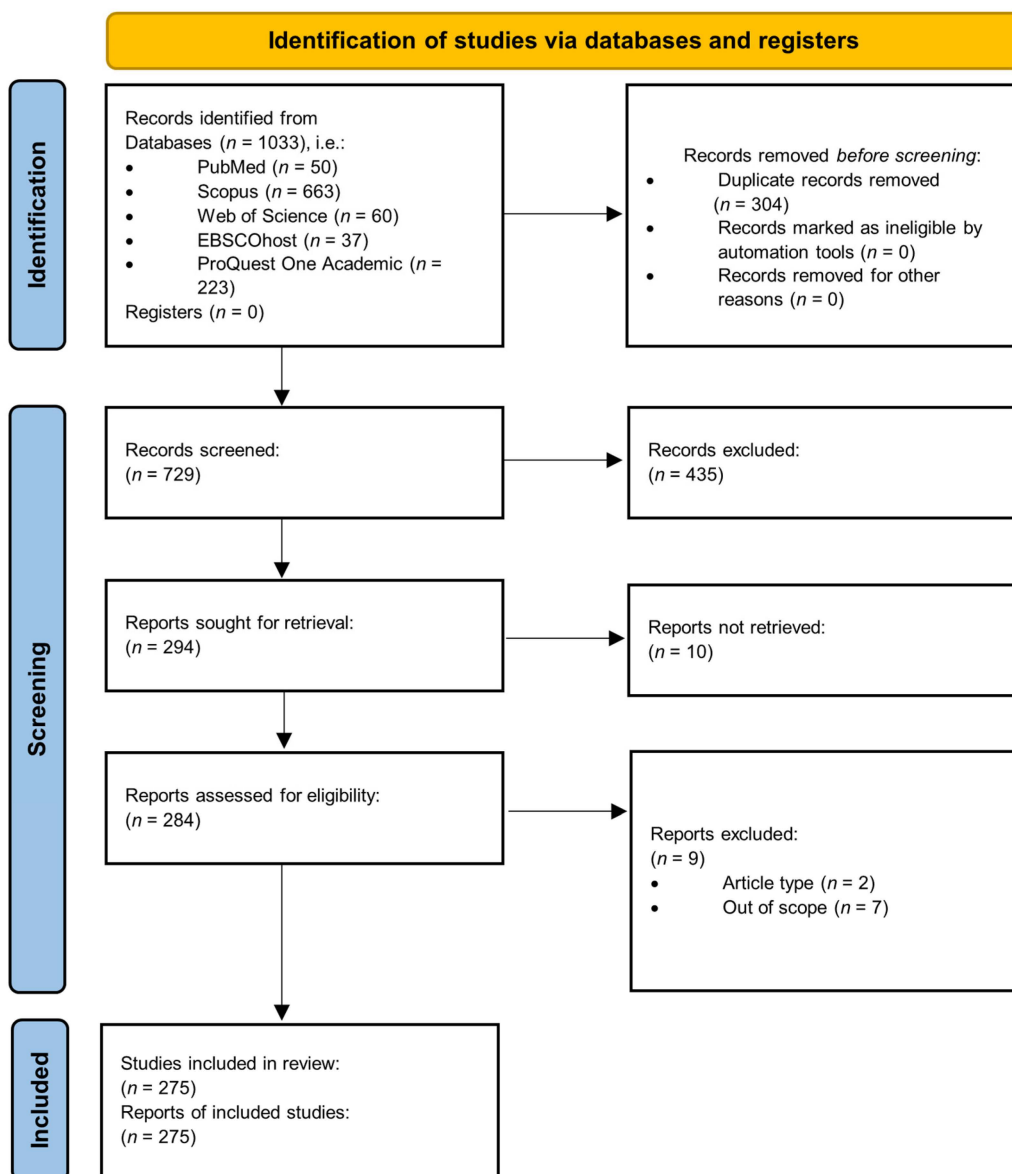 Identification of studies via databases and registers
Identification
Records identified from
Databases (n = 1033), i.e.:
• PubMed (n = 50)
• Scopus (n = 663)
• Web of Science (n = 60)
• EBSCOhost (n = 37)
• ProQuest One Academic (n =
223)
Registers (n = 0)
Records removed before screening:
• Duplicate records removed
(n = 304)
• Records marked as ineligible by
automation tools (n = 0)
• Records removed for other
reasons (n = 0)
Screening
Records screened:
(n = 729)
Records excluded:
(n = 435)
Reports sought for retrieval:
(n = 294)
Reports not retrieved:
(n = 10)
Reports assessed for eligibility:
(n = 284)
Reports excluded:
(n = 9)
• Article type (n = 2)
• Out of scope (n = 7)
Included
Studies included in review:
(n = 275)
Reports of included studies:
(n = 275)